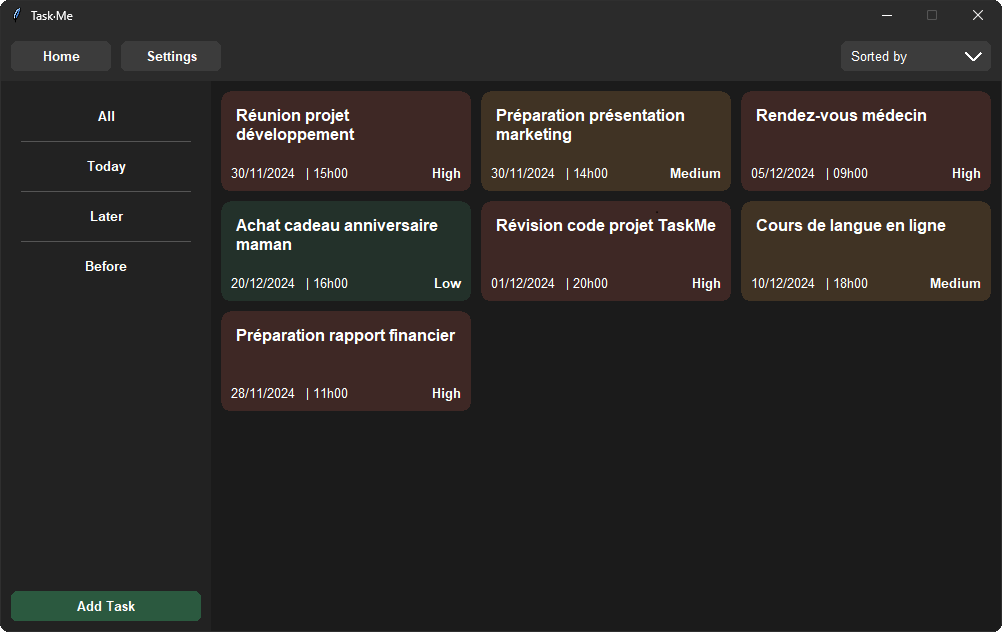 Task·Me
Home
Settings
Sorted by
All
Today
Later
Before
Add Task
Réunion projet
développement
30/11/2024 | 15h00 High
Préparation présentation
marketing
30/11/2024 | 14h00 Medium
Rendez-vous médecin
05/12/2024 | 09h00 High
Achat cadeau anniversaire
maman
20/12/2024 | 16h00 Low
Révision code projet TaskMe
01/12/2024 | 20h00 High
Cours de langue en ligne
10/12/2024 | 18h00 Medium
Préparation rapport financier
28/11/2024 | 11h00 High